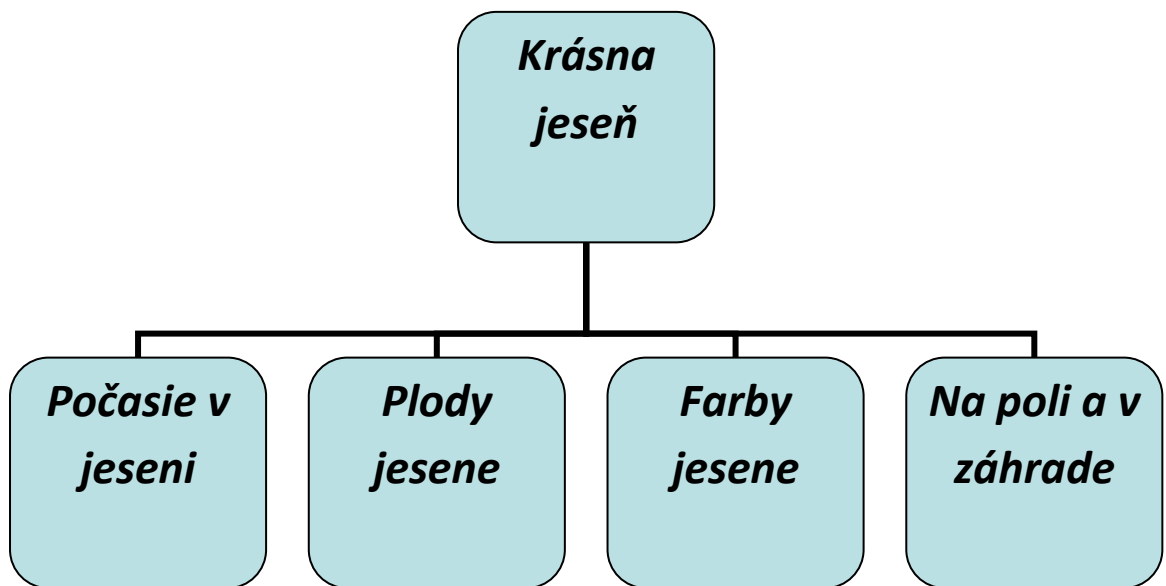 Krásna
jeseň
Počasie v
jeseni
Plody
jesene
Farby
jesene
Na poli a v
záhrade